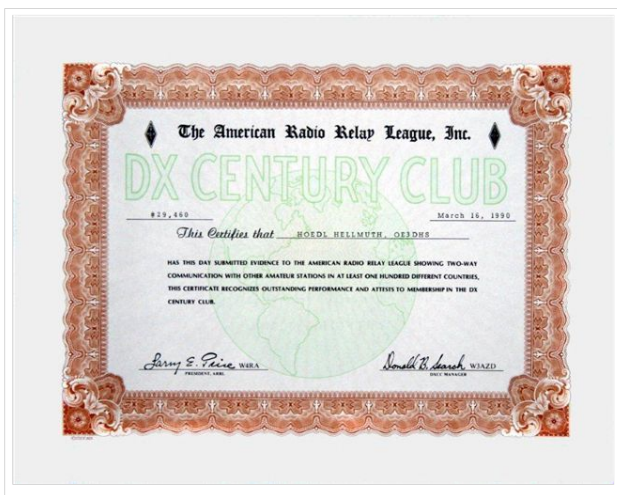 The American Radio Relay League, Inc.
DX CENTURY CLUB
#29,460
March 16, 1990
This Certifies that HOEDL HELLMUTH, OE3DHS
HAS THIS DAY SUBMITTED EVIDENCE TO THE AMERICAN RADIO RELAY LEAGUE SHOWING TWO-WAY
COMMUNICATION WITH OTHER AMATEUR STATIONS IN AT LEAST ONE HUNDRED DIFFERENT COUNTRIES,
THIS CERTIFICATE RECOGNIZES OUTSTANDING PERFORMANCE AND ATTESTS TO MEMBERSHIP IN THE DX
CENTURY CLUB.
Larry E. Price W4RA
PRESIDENT, ARRL
Donald B. Search W3AZD
DXCC MANAGER